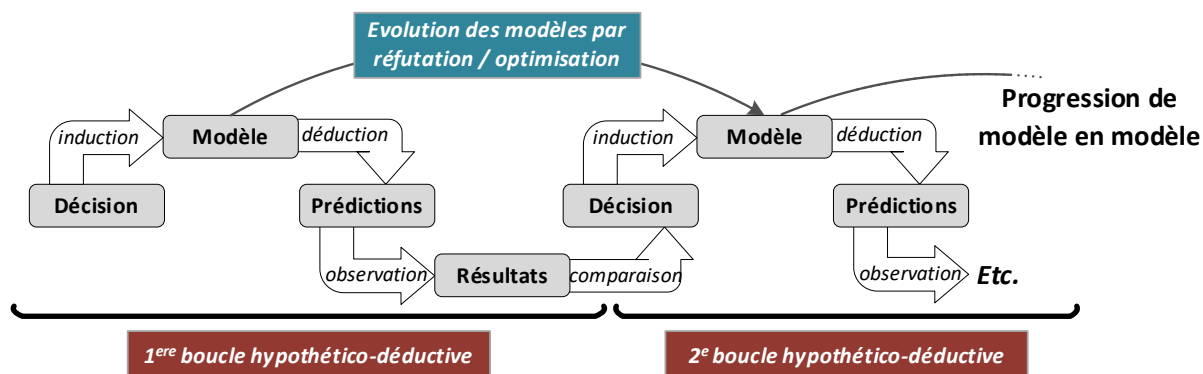 Evolution des modèles par
réfutation / optimisation
Progression de
modèle en modèle
induction
Modèle
déduction
induction
Modèle
déduction
Décision
Prédictions
Décision
Prédictions
observation
Résultats
comparaison
observation
Etc.
1ere boucle hypothético-déductive
2e boucle hypothético-déductive